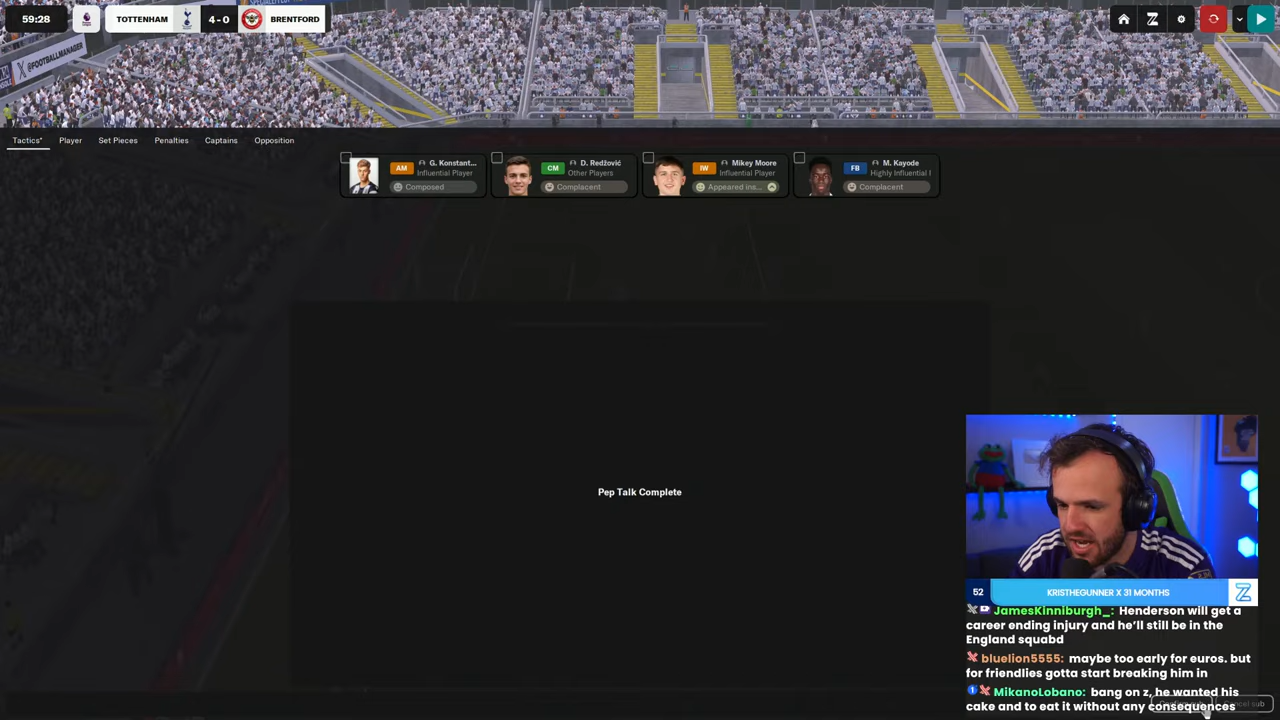 59:28
TOTTENHAM
4 - 0
BRENTFORD
@FOOTBALLMANAGER
Tactics*
Player
Set Pieces
Penalties
Captains
Opposition
AM
G. Konstant...
Influential Player
Composed
CM
D. Redžović
Other Players
Complacent
IW
Mikey Moore
Influential Player
Appeared ins...
FB
M. Kayode
Highly Influential
Complacent
Pep Talk Complete
52
KRISTHEGUNNER X 31 MONTHS
JamesKinniburgh_: Henderson will get a
career ending injury and he'll still be in the
England squabd
bluelion5555: maybe too early for euros. but
for friendlies gotta start breaking him in
MikanoLobano: bang on z, he wanted his
cake and to eat it without any consequences